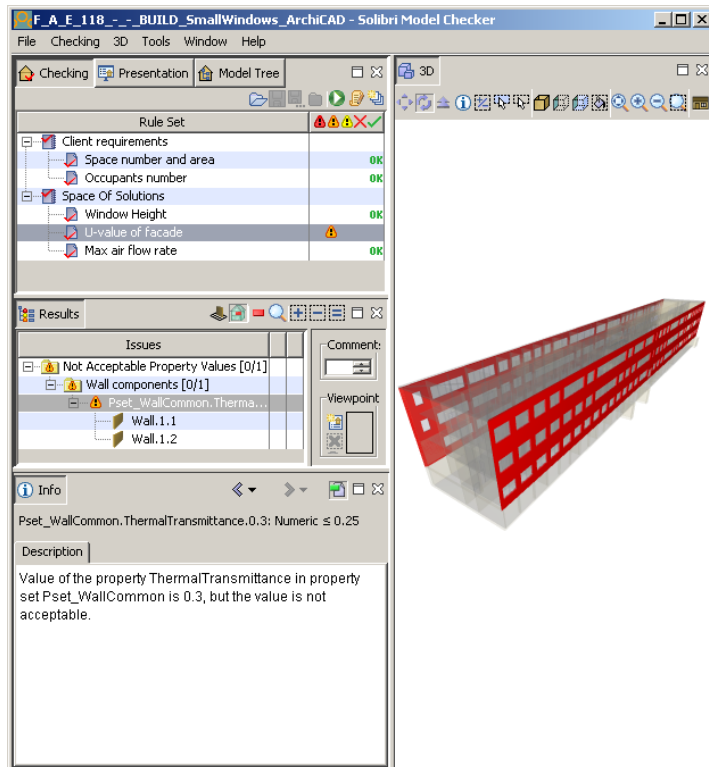 F_A_E_118_-_-_BUILD_SmallWindows_ArchiCAD - Solibri Model Checker
File Checking 3D Tools Window Help
Checking Presentation Model Tree
3D
Rule Set
Client requirements
Space number and area OK
Occupants number OK
Space Of Solutions
Window Height OK
U-value of facade
Max air flow rate OK
Results
Issues
Not Acceptable Property Values [0/1]
Wall components [0/1]
Pset_WallCommon.Therma...
Wall.1.1
Wall.1.2
Comment:
Viewpoint
Info
Pset_WallCommon.ThermalTransmittance.0.3: Numeric ≤ 0.25
Description
Value of the property ThermalTransmittance in property
set Pset_WallCommon is 0.3, but the value is not
acceptable.